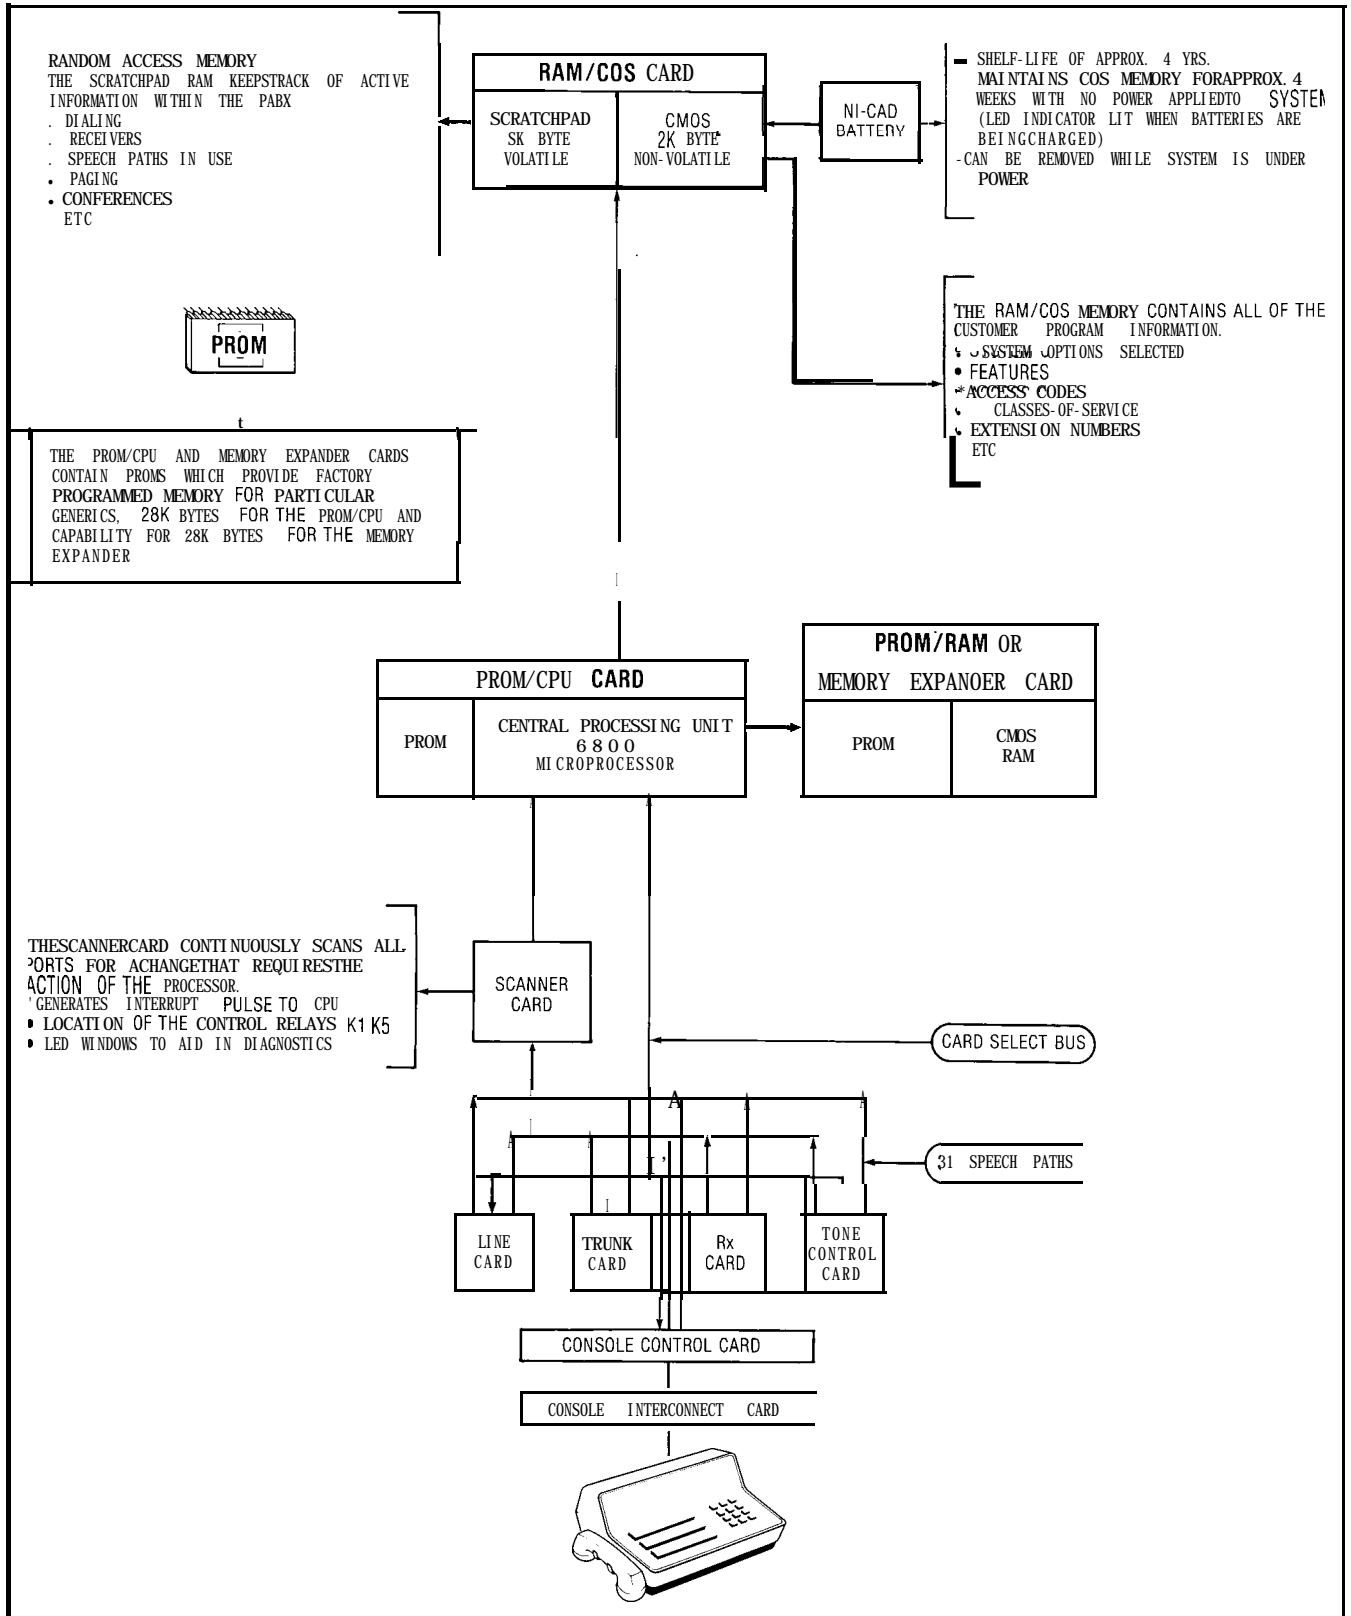 RANDOM ACCESS MEMORY
THE SCRATCHPAD RAM KEEPSTRACK OF ACTIVE
INFORMATION WITHIN THE PABX
. DIALING
. RECEIVERS
. SPEECH PATHS IN USE
• PAGING
• CONFERENCES
ETC
RAM/COS CARD
SCRATCHPAD
SK BYTE
VOLATILE
CMOS
2K BYTE
NON-VOLATILE
NI-CAD
BATTERY
– SHELF-LIFE OF APPROX. 4 YRS.
MAINTAINS COS MEMORY FORAPPROX. 4
WEEKS WITH NO POWER APPLIEDTO SYSTEM
(LED INDICATOR LIT WHEN BATTERIES ARE
BEINGCHARGED)
-CAN BE REMOVED WHILE SYSTEM IS UNDER
POWER
THE RAM/COS MEMORY CONTAINS ALL OF THE
CUSTOMER PROGRAM INFORMATION.
SYSTEM OPTIONS SELECTED
• FEATURES
*ACCESS CODES
CLASSES-OF-SERVICE
EXTENSION NUMBERS
ETC
PROM
t
THE PROM/CPU AND MEMORY EXPANDER CARDS
CONTAIN PROMS WHICH PROVIDE FACTORY
PROGRAMMED MEMORY FOR PARTICULAR
GENERICS, 28K BYTES FOR THE PROM/CPU AND
CAPABILITY FOR 28K BYTES FOR THE MEMORY
EXPANDER
PROM/CPU CARD
PROM
CENTRAL PROCESSING UNIT
6800
MICROPROCESSOR
PROM/RAM OR
MEMORY EXPANOER CARD
PROM
CMOS
RAM
THESCANNERCARD CONTINUOUSLY SCANS ALL
PORTS FOR ACHANGETHAT REQUIRESTHE
ACTION OF THE PROCESSOR.
'GENERATES INTERRUPT PULSE TO CPU
• LOCATION OF THE CONTROL RELAYS K1 K5
• LED WINDOWS TO AID IN DIAGNOSTICS
SCANNER
CARD
CARD SELECT BUS
31 SPEECH PATHS
LINE
CARD
TRUNK
CARD
Rx
CARD
TONE
CONTROL
CARD
CONSOLE CONTROL CARD
CONSOLE INTERCONNECT CARD